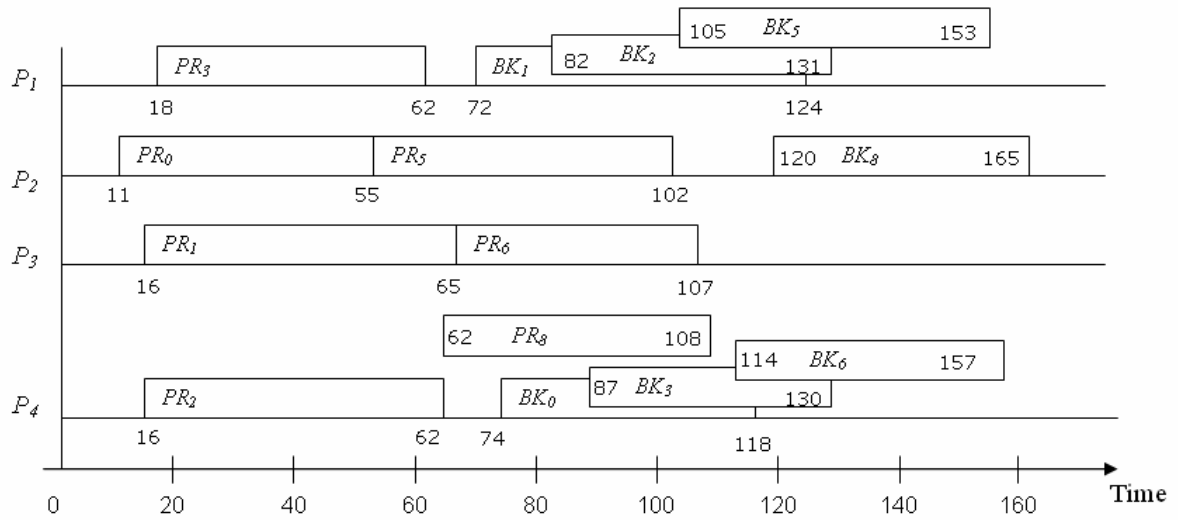 105 BK5 153
P1 PR3 BK1 82 BK2 131
18 62 72 124
P2 PR0 PR5 120 BK8 165
11 55 102
P3 PR1 PR6
16 65 107
62 PR8 108
114 BK6 157
P4 PR2 BK0 87 BK3 130
16 62 74 118
0 20 40 60 80 100 120 140 160 Time